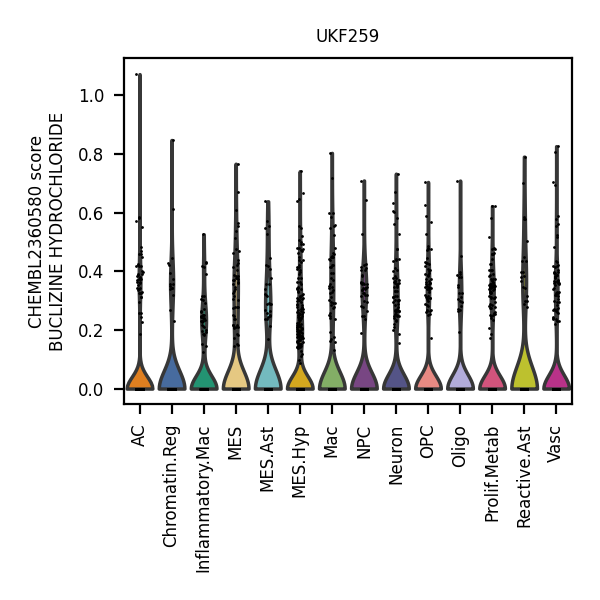 UKF259
CHEMBL2360580 score
BUCLIZINE HYDROCHLORIDE
1.0
0.8
0.6
0.4
0.2
0.0
AC
Chromatin.Reg
Inflammatory.Mac
MES
MES.Ast
MES.Hyp
Mac
NPC
Neuron
OPC
Oligo
Prolif.Metab
Reactive.Ast
Vasc